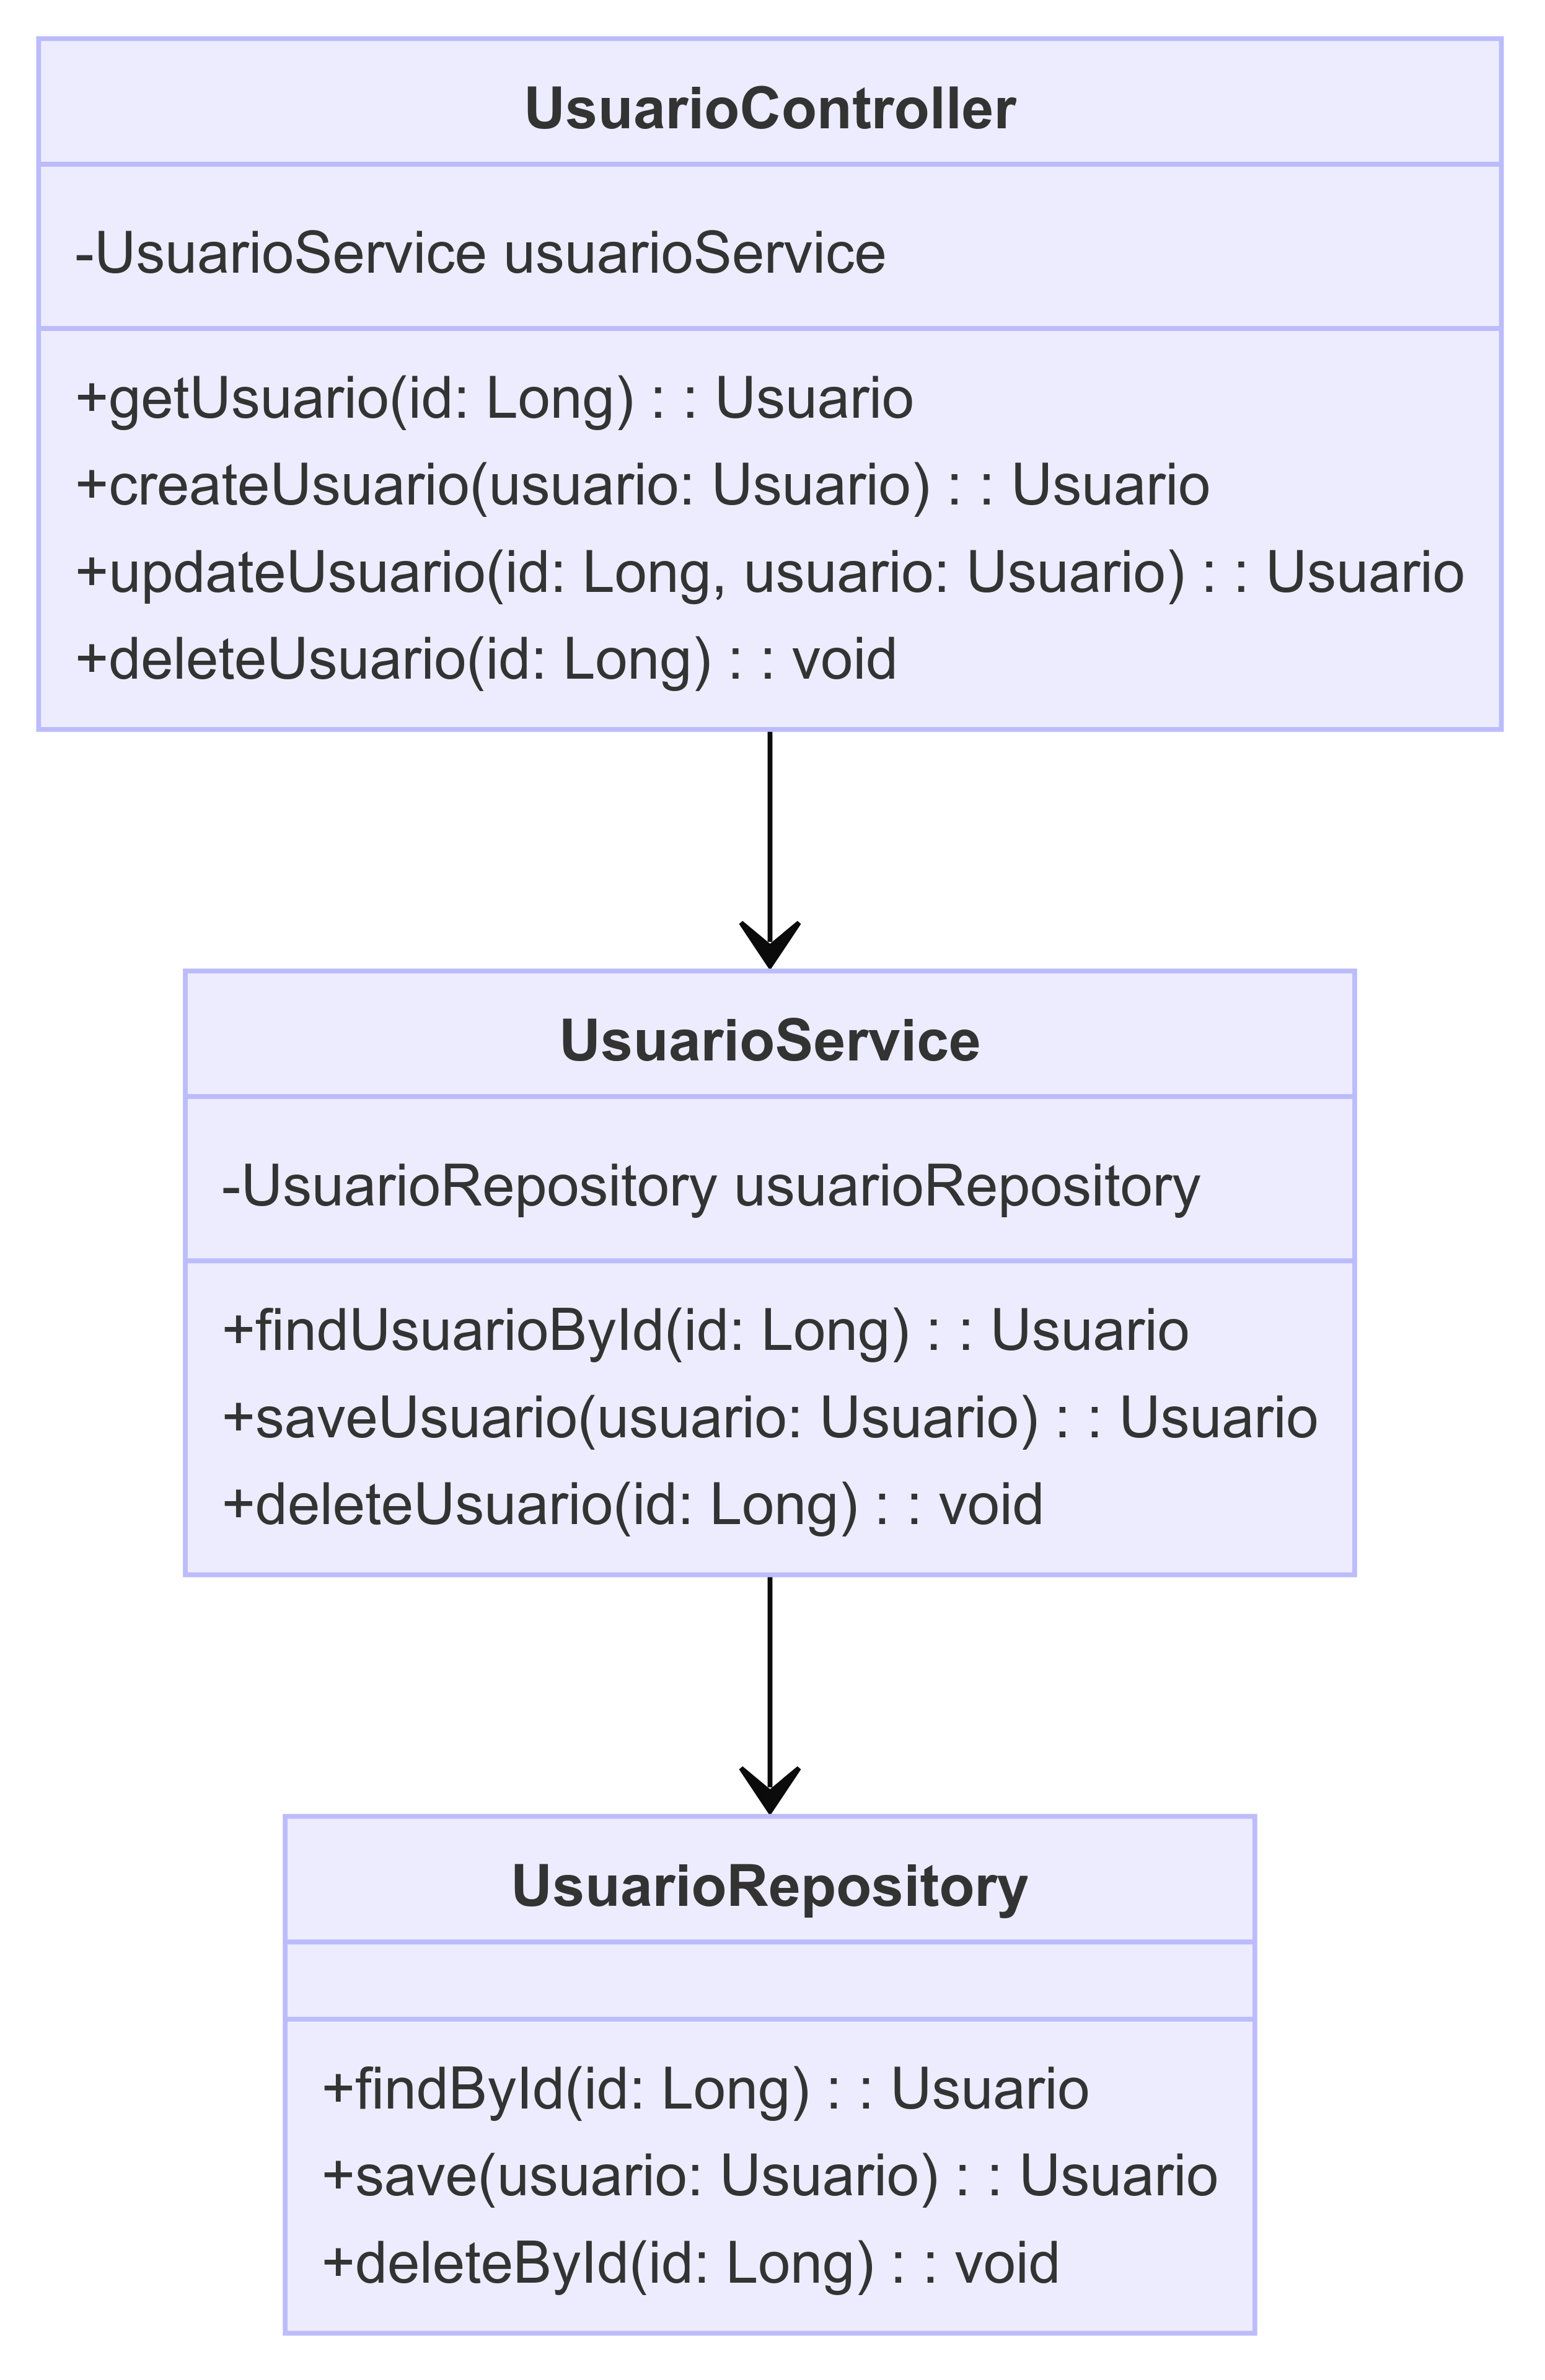 UsuarioController
-UsuarioService usuarioService
+getUsuario(id: Long) : : Usuario
+createUsuario(usuario: Usuario) : : Usuario
+updateUsuario(id: Long, usuario: Usuario) : : Usuario
+deleteUsuario(id: Long) : : void
UsuarioService
-UsuarioRepository usuarioRepository
+findUsuarioById(id: Long) : : Usuario
+saveUsuario(usuario: Usuario) : : Usuario
+deleteUsuario(id: Long) : : void
UsuarioRepository
+findById(id: Long) : : Usuario
+save(usuario: Usuario) : : Usuario
+deleteById(id: Long) : : void